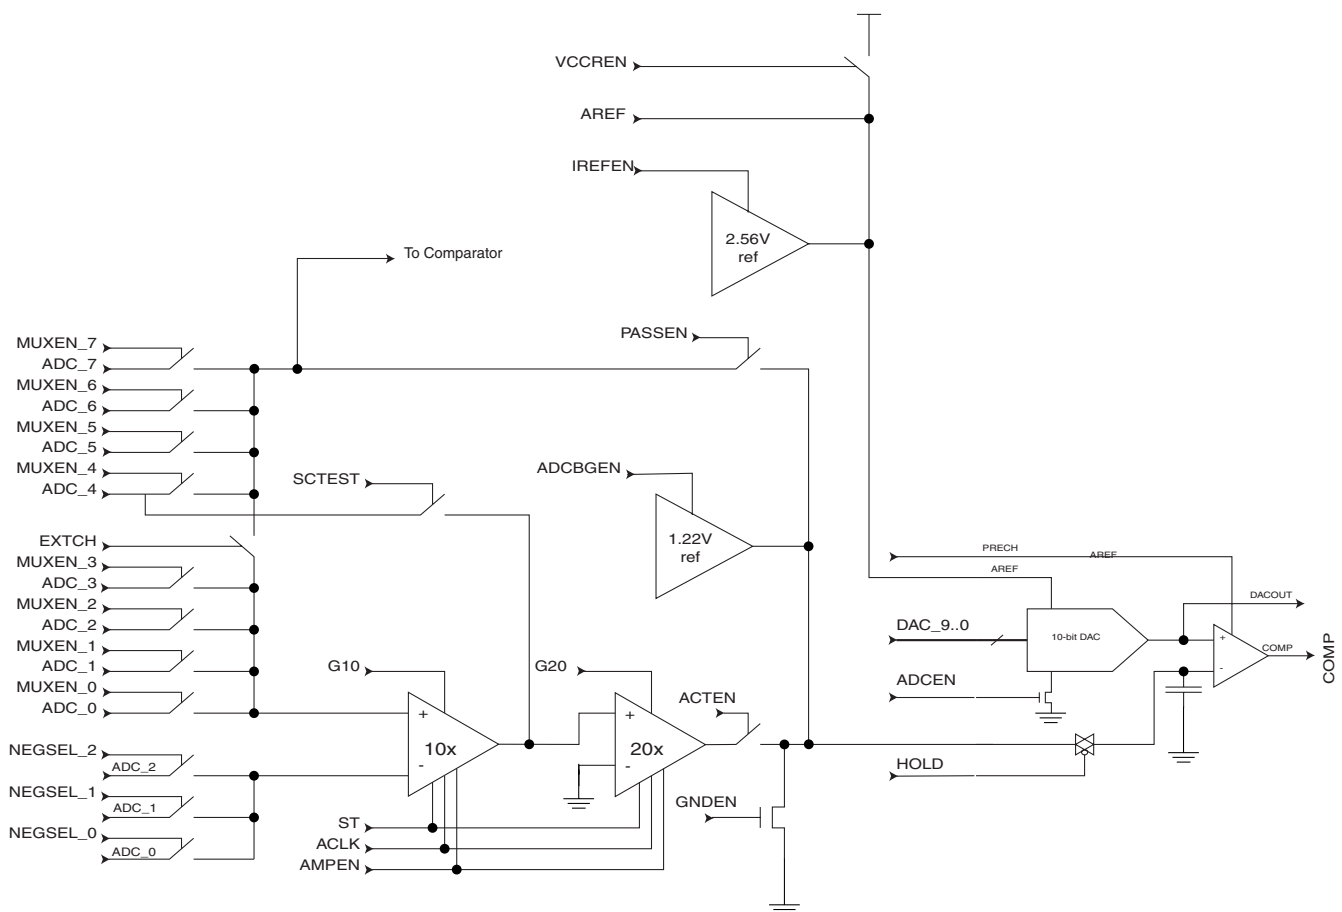 VCCREN
AREF
IREFEN
2.56V
ref
To Comparator
PASSEN
MUXEN_7
ADC_7
MUXEN_6
ADC_6
MUXEN_5
ADC_5
MUXEN_4
ADC_4
SCTEST
ADCBGEN
1.22V
ref
EXTCH
MUXEN_3
ADC_3
MUXEN_2
ADC_2
MUXEN_1
ADC_1
MUXEN_0
ADC_0
PRECH
AREF
AREF
DACOUT
DAC_9..0
10-bit DAC
+
-
COMP
COMP
ADCEN
G10
G20
ACTEN
+
10x
-
+
20x
-
HOLD
NEGSEL_2
ADC_2
NEGSEL_1
ADC_1
NEGSEL_0
ADC_0
GNDEN
ST
ACLK
AMPEN